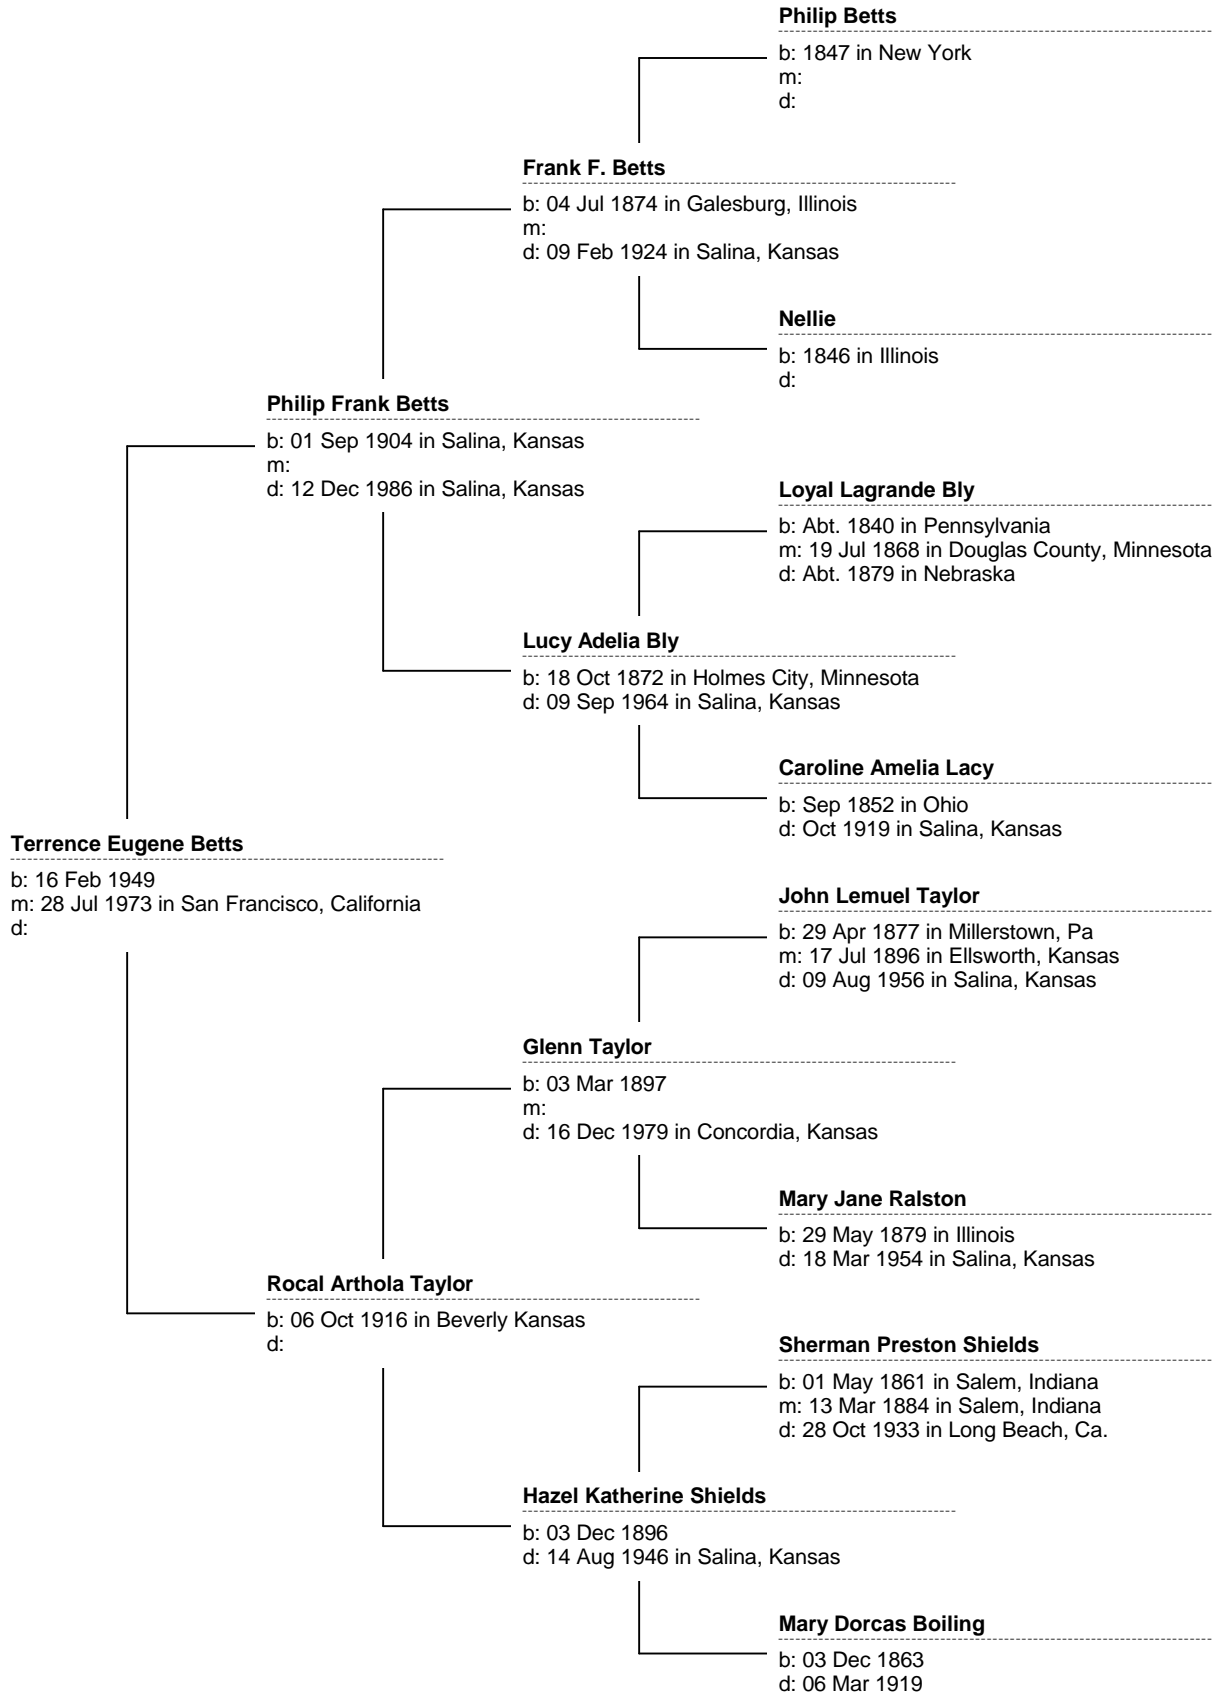 Philip Betts
b: 1847 in New York
m:
d:
Frank F. Betts
b: 04 Jul 1874 in Galesburg, Illinois
m:
d: 09 Feb 1924 in Salina, Kansas
Nellie
b: 1846 in Illinois
d:
Philip Frank Betts
b: 01 Sep 1904 in Salina, Kansas
m:
d: 12 Dec 1986 in Salina, Kansas
Loyal Lagrande Bly
b: Abt. 1840 in Pennsylvania
m: 19 Jul 1868 in Douglas County, Minnesota
d: Abt. 1879 in Nebraska
Lucy Adelia Bly
b: 18 Oct 1872 in Holmes City, Minnesota
d: 09 Sep 1964 in Salina, Kansas
Caroline Amelia Lacy
b: Sep 1852 in Ohio
d: Oct 1919 in Salina, Kansas
Terrence Eugene Betts
b: 16 Feb 1949
m: 28 Jul 1973 in San Francisco, California
d:
John Lemuel Taylor
b: 29 Apr 1877 in Millerstown, Pa
m: 17 Jul 1896 in Ellsworth, Kansas
d: 09 Aug 1956 in Salina, Kansas
Glenn Taylor
b: 03 Mar 1897
m:
d: 16 Dec 1979 in Concordia, Kansas
Mary Jane Ralston
b: 29 May 1879 in Illinois
d: 18 Mar 1954 in Salina, Kansas
Rocal Arthola Taylor
b: 06 Oct 1916 in Beverly Kansas
d:
Sherman Preston Shields
b: 01 May 1861 in Salem, Indiana
m: 13 Mar 1884 in Salem, Indiana
d: 28 Oct 1933 in Long Beach, Ca.
Hazel Katherine Shields
b: 03 Dec 1896
d: 14 Aug 1946 in Salina, Kansas
Mary Dorcas Boiling
b: 03 Dec 1863
d: 06 Mar 1919